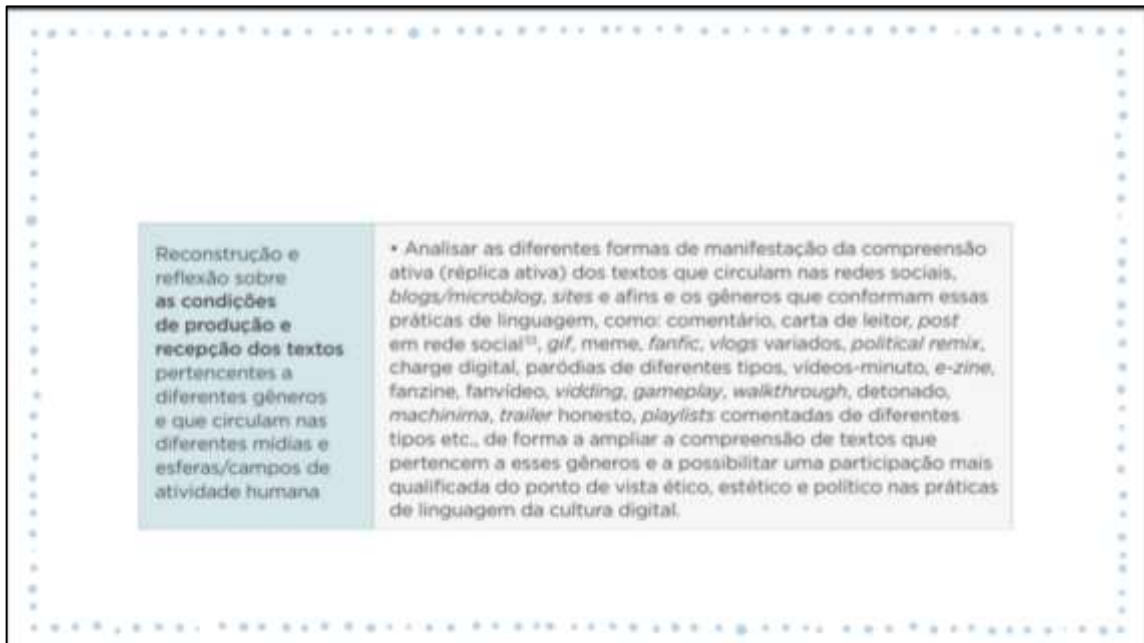 Reconstrução e
reflexão sobre
as condições
de produção e
recepção dos textos
pertencentes a
diferentes gêneros
e que circulam nas
diferentes mídias e
esferas/campos de
atividade humana
• Analisar as diferentes formas de manifestação da compreensão
ativa (réplica ativa) dos textos que circulam nas redes sociais,
blogs/microblog, sites e afins e os gêneros que conformam essas
práticas de linguagem, como: comentário, carta de leitor, post
em rede social, gif, meme, fanfic, vlogs variados, political remix,
charge digital, paródias de diferentes tipos, vídeos-minuto, e-zine,
fanzine, fanvídeo, vidding, gameplay, walkthrough, detonado,
machinima, trailer honesto, playlists comentadas de diferentes
tipos etc., de forma a ampliar a compreensão de textos que
pertencem a esses gêneros e a possibilitar uma participação mais
qualificada do ponto de vista ético, estético e político nas práticas
de linguagem da cultura digital.